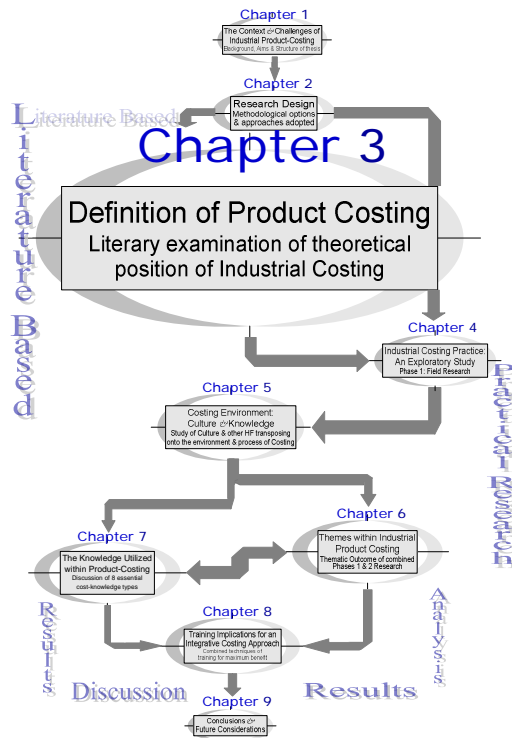 Chapter 1
The Context & Challenges of
Industrial Product-Costing
Background, Aims & Structure of thesis
Chapter 2
Research Design
Methodological options
& approaches adopted
Literature Based
Literature Based
Chapter 3
Definition of Product Costing
Literary examination of theoretical
position of Industrial Costing
Chapter 4
Industrial Costing Practice:
An Exploratory Study
Phase 1: Field Research
Practical Research
Chapter 5
Costing Environment:
Culture & Knowledge
Study of Culture & other HF transposing
onto the environment & process of Costing
Chapter 6
Themes within Industrial
Product Costing
Thematic Outcome of combined
Phases 1 & 2 Research
Chapter 7
The Knowledge Utilized
within Product-Costing
Discussion of 8 essential
cost-knowledge types
Results
Analysis
Chapter 8
Training Implications for an
Integrative Costing Approach
Combined techniques of
training for maximum benefit
Discussion
Results
Chapter 9
Conclusions &
Future Considerations